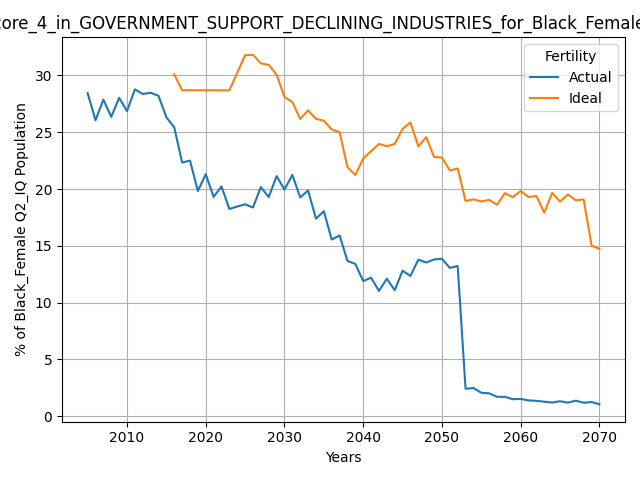 core_4_in_GOVERNMENT_SUPPORT_DECLINING_INDUSTRIES_for_Black_Female
Fertility
Actual
Ideal
% of Black_Female Q2_IQ Population
30
25
20
15
10
5
0
2010 2020 2030 2040 2050 2060 2070
Years